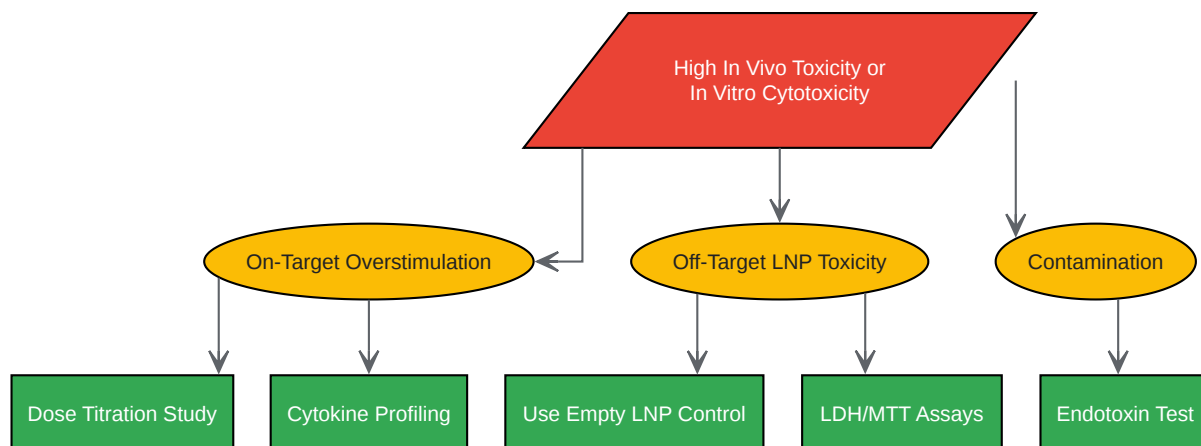 High In Vivo Toxicity or
In Vitro Cytotoxicity
On-Target Overstimulation
Off-Target LNP Toxicity
Contamination
Dose Titration Study
Cytokine Profiling
Use Empty LNP Control
LDH/MTT Assays
Endotoxin Test